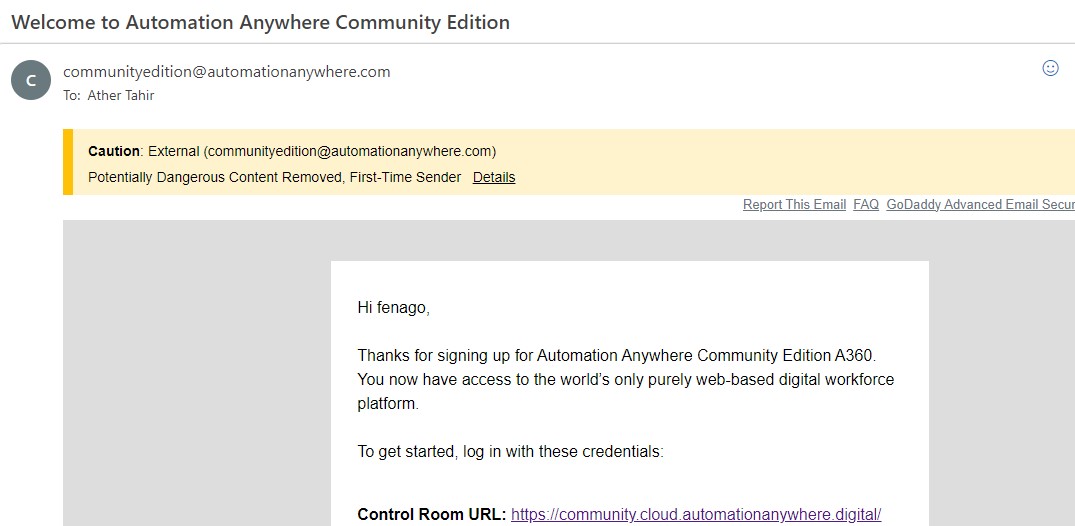 Welcome to Automation Anywhere Community Edition
C
communityedition@automationanywhere.com
To: Ather Tahir
Caution: External (communityedition@automationanywhere.com)
Potentially Dangerous Content Removed, First-Time Sender Details
Report This Email FAQ GoDaddy Advanced Email Secur
Hi fenago,
Thanks for signing up for Automation Anywhere Community Edition A360.
You now have access to the world’s only purely web-based digital workforce
platform.
To get started, log in with these credentials:
Control Room URL: https://community.cloud.automationanywhere.digital/